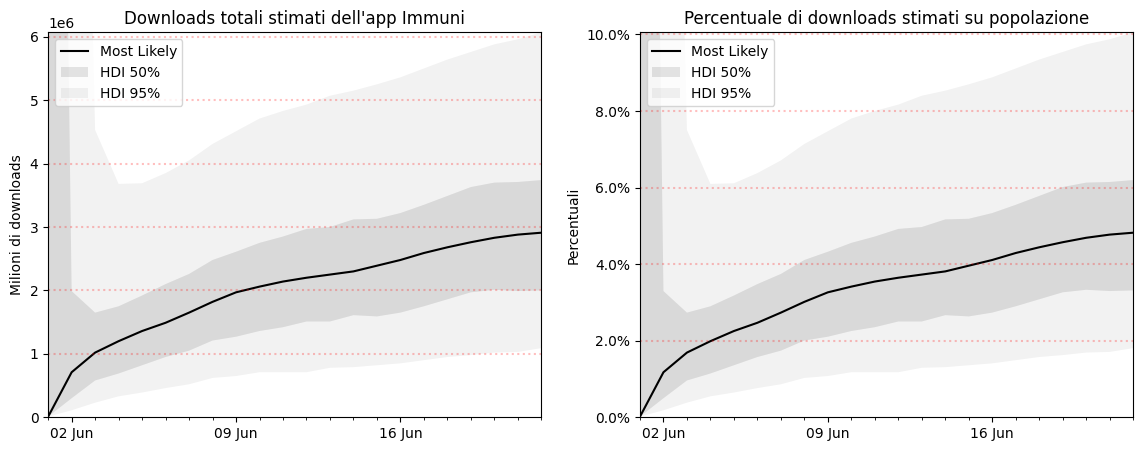 Downloads totali stimati dell'app Immuni
1e6
6
5
4
3
2
1
0
Milioni di downloads
Most Likely
HDI 50%
HDI 95%
02 Jun
09 Jun
16 Jun
Percentuale di downloads stimati su popolazione
10.0%
8.0%
6.0%
4.0%
2.0%
0.0%
Percentuali
Most Likely
HDI 50%
HDI 95%
02 Jun
09 Jun
16 Jun